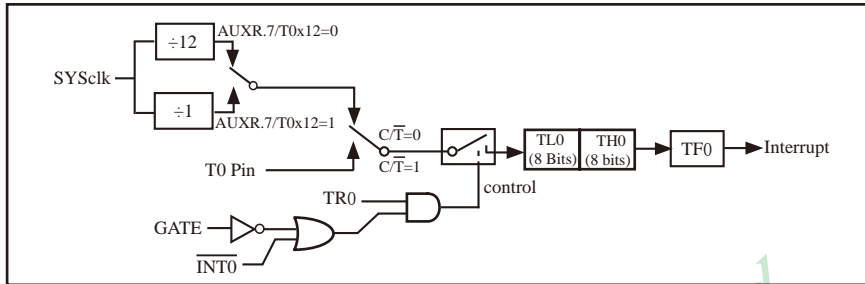 AUXR.7/T0x12=0
÷12
SYSclk
÷1
AUXR.7/T0x12=1
C/T̅=0
C/T̅=1
T0 Pin
TL0
(8 Bits)
TH0
(8 bits)
TF0
Interrupt
control
TR0
GATE
I̅N̅T̅0̅